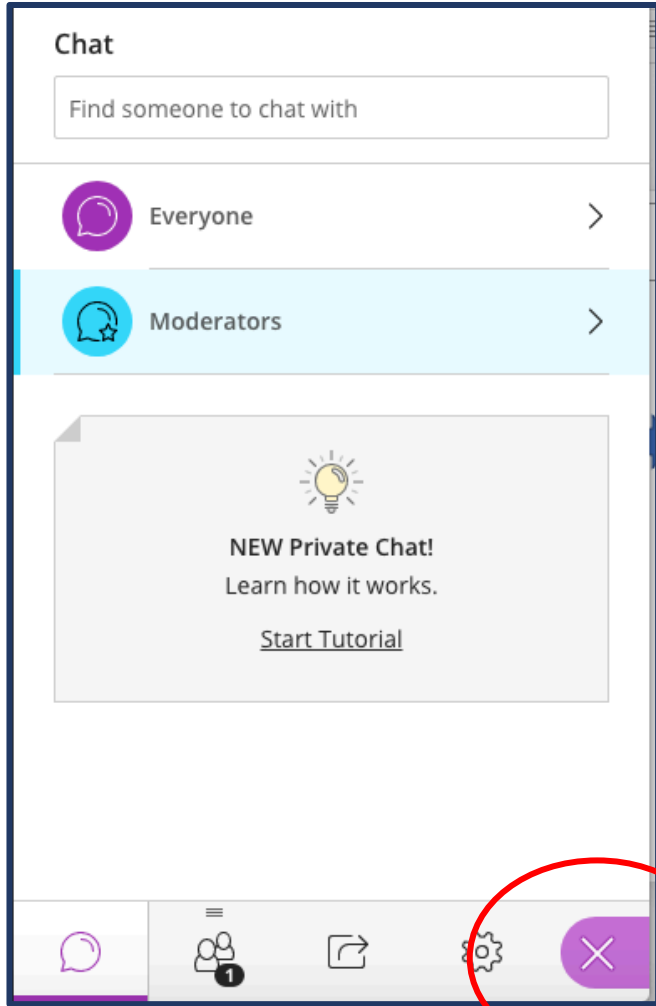 Chat
Find someone to chat with
Everyone
Moderators
NEW Private Chat!
Learn how it works.
Start Tutorial
1